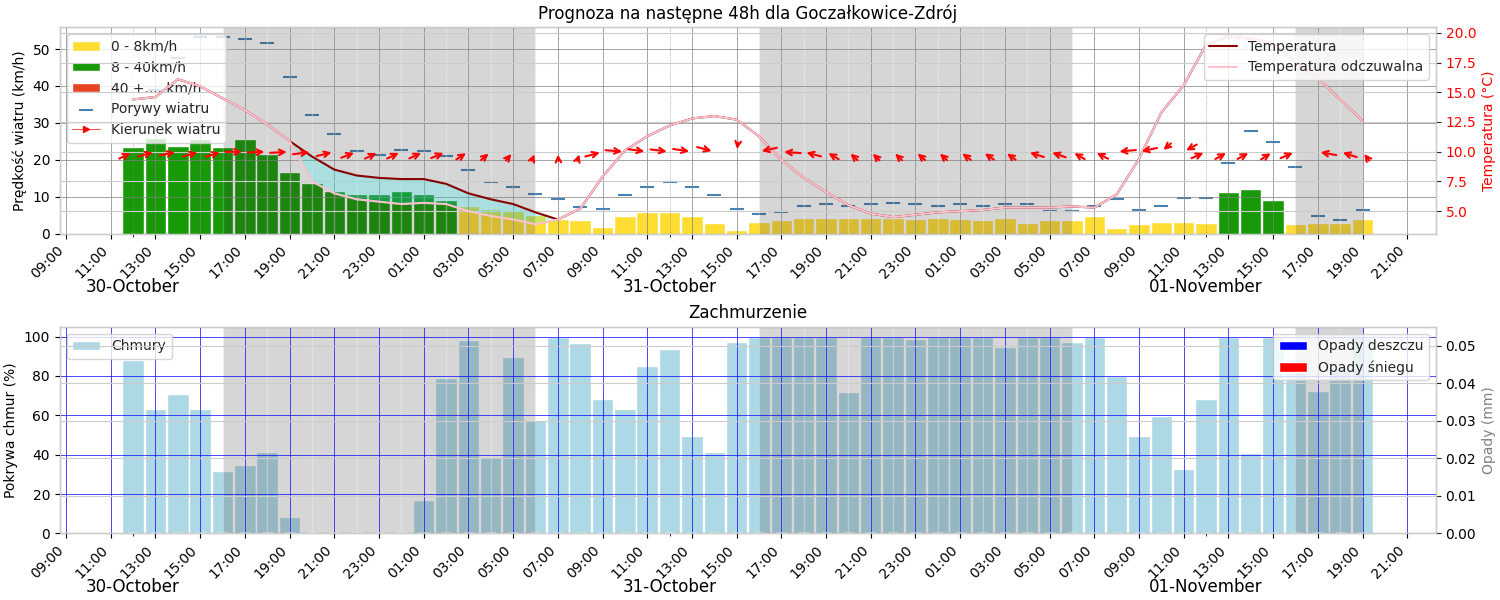 Prognoza na następne 48h dla Goczałkowice-Zdrój
Prędkość wiatru (km/h)
50
40
30
20
10
0
0 - 8km/h
8 - 40km/h
40 +.... km/h
Porywy wiatru
Kierunek wiatru
Temperatura
Temperatura odczuwalna
20.0
17.5
15.0
12.5
10.0
7.5
5.0
Temperatura (°C)
09:00 11:00 13:00 15:00 17:00 19:00 21:00 23:00 01:00 03:00 05:00 07:00 09:00 11:00 13:00 15:00 17:00 19:00 21:00 23:00 01:00 03:00 05:00 07:00 09:00 11:00 13:00 15:00 17:00 19:00 21:00
30-October 31-October 01-November
Zachmurzenie
Pokrywa chmur (%)
100
80
60
40
20
0
Chmury
Opady deszczu
Opady śniegu
0.05
0.04
0.03
0.02
0.01
0.00
Opady (mm)
09:00 11:00 13:00 15:00 17:00 19:00 21:00 23:00 01:00 03:00 05:00 07:00 09:00 11:00 13:00 15:00 17:00 19:00 21:00 23:00 01:00 03:00 05:00 07:00 09:00 11:00 13:00 15:00 17:00 19:00 21:00
30-October 31-October 01-November